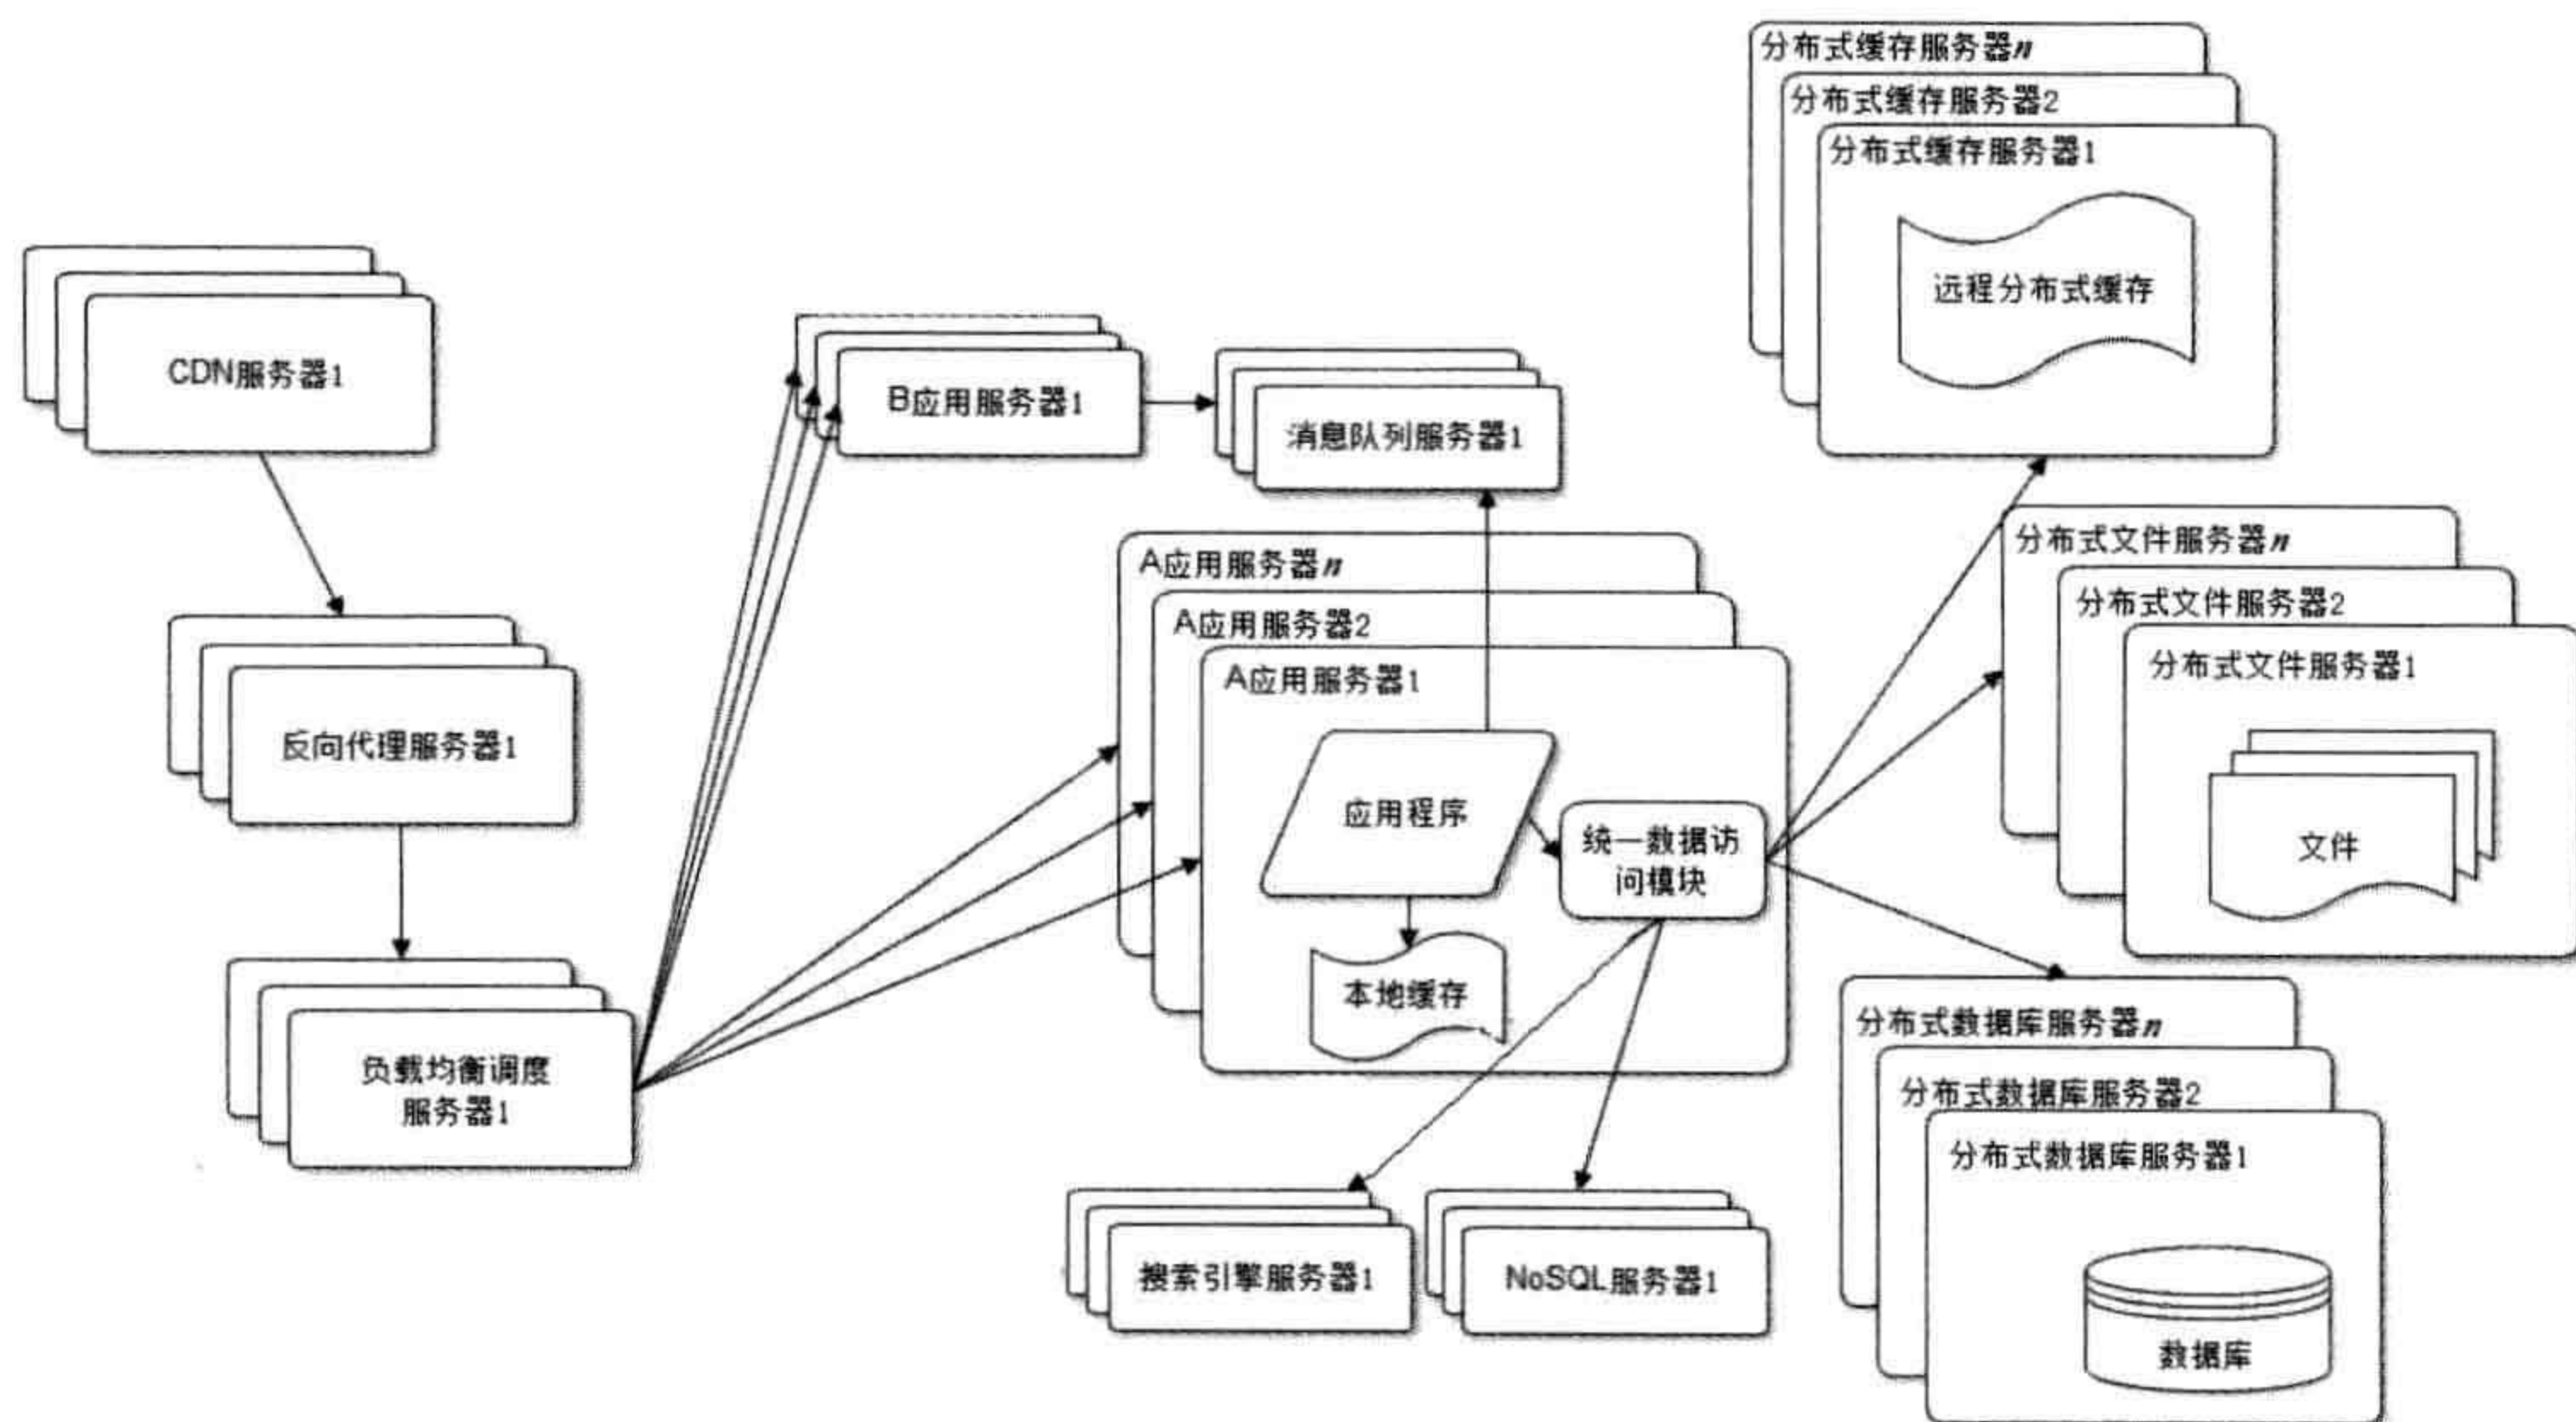 分布式缓存服务器n
分布式缓存服务器2
分布式缓存服务器1
远程分布式缓存
CDN服务器1
B应用服务器1
消息队列服务器1
分布式文件服务器n
分布式文件服务器2
分布式文件服务器1
文件
A应用服务器n
A应用服务器2
A应用服务器1
应用程序
统一数据访
问模块
本地缓存
反向代理服务器1
负载均衡调度
服务器1
分布式数据库服务器n
分布式数据库服务器2
分布式数据库服务器1
数据库
搜索引擎服务器1
NoSQL服务器1